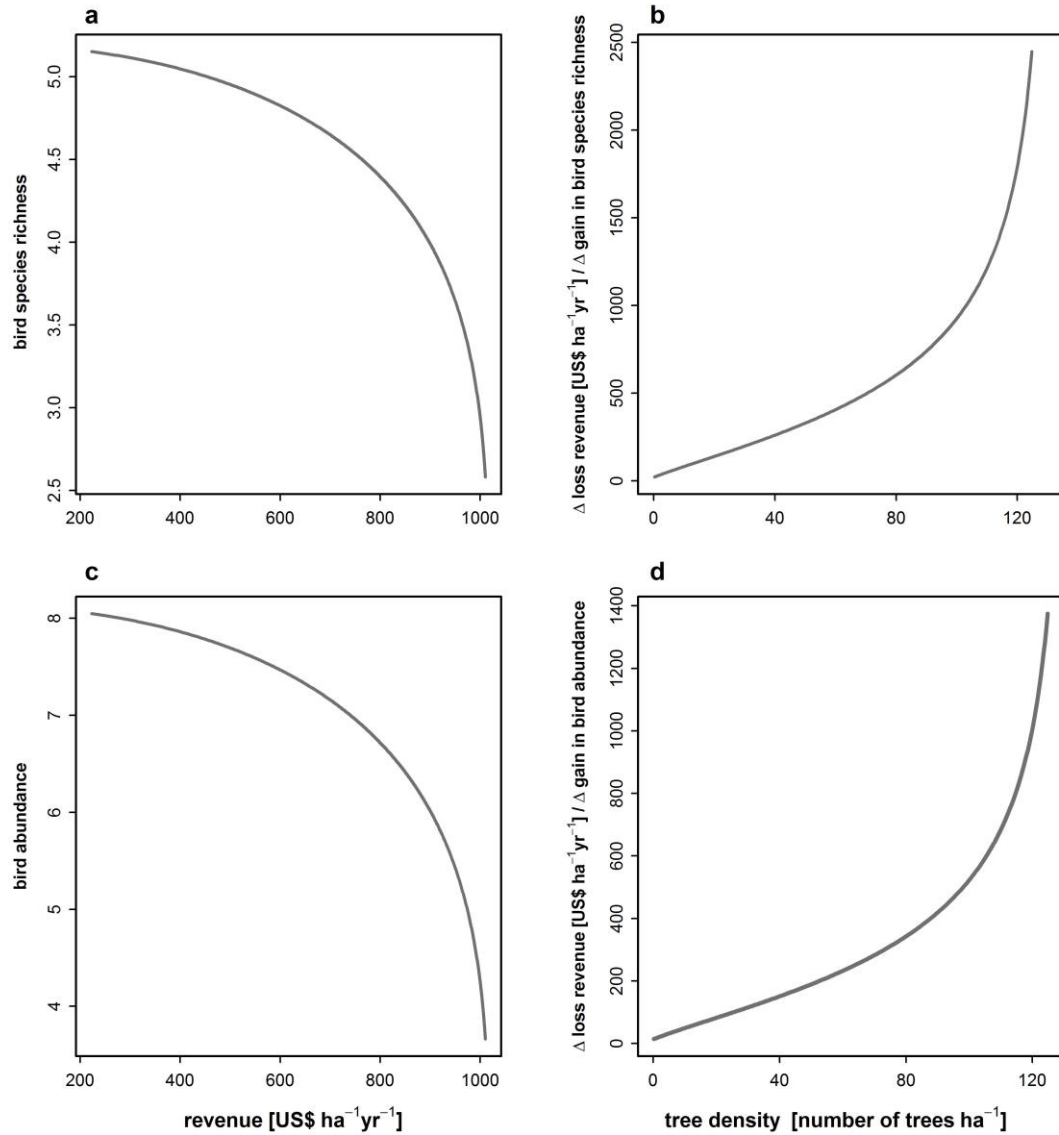 a
bird species richness
5.0
4.5
4.0
3.5
3.0
2.5
200 400 600 800 1000
b
Δ loss revenue [US$ ha⁻¹yr⁻¹] / Δ gain in bird species richness
2500
2000
1500
1000
500
0
0 40 80 120
c
bird abundance
8
7
6
5
4
200 400 600 800 1000
revenue [US$ ha⁻¹yr⁻¹]
d
Δ loss revenue [US$ ha⁻¹yr⁻¹] / Δ gain in bird abundance
1400
1200
1000
800
600
400
200
0
0 40 80 120
tree density [number of trees ha⁻¹]